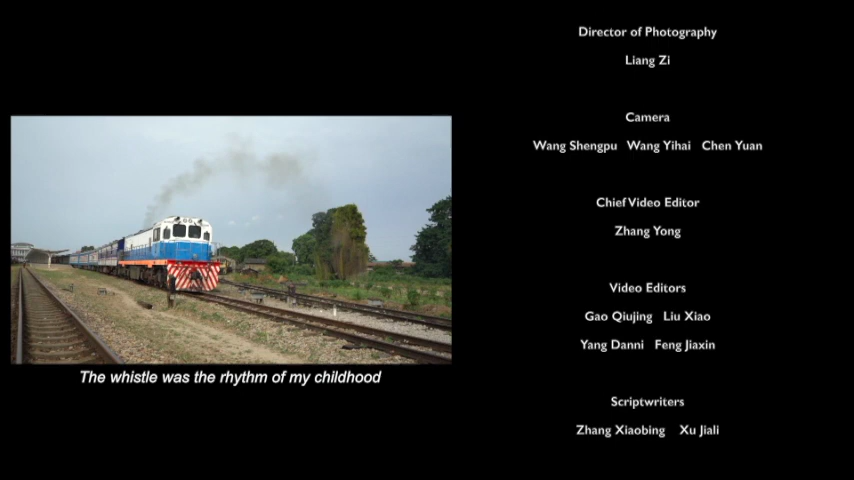 Director of Photography
Liang Zi
Camera
Wang Shengpu Wang Yihai Chen Yuan
Chief Video Editor
Zhang Yong
Video Editors
Gao Qiujing Liu Xiao
Yang Danni Feng Jiaxin
Scriptwriters
Zhang Xiaobing Xu Jiali
The whistle was the rhythm of my childhood